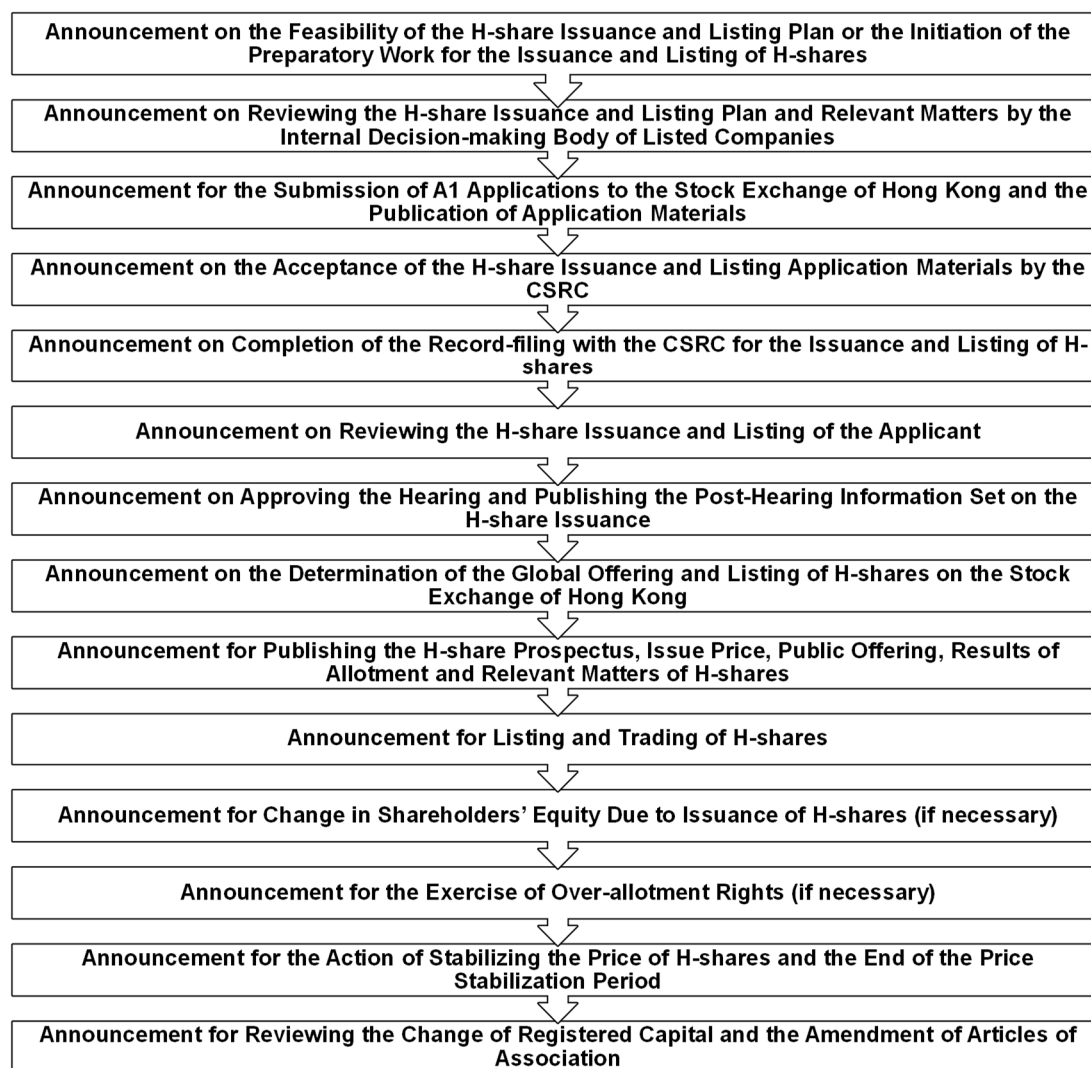 Announcement on the Feasibility of the H-share Issuance and Listing Plan or the Initiation of the
Preparatory Work for the Issuance and Listing of H-shares
Announcement on Reviewing the H-share Issuance and Listing Plan and Relevant Matters by the
Internal Decision-making Body of Listed Companies
Announcement for the Submission of A1 Applications to the Stock Exchange of Hong Kong and the
Publication of Application Materials
Announcement on the Acceptance of the H-share Issuance and Listing Application Materials by the
CSRC
Announcement on Completion of the Record-filing with the CSRC for the Issuance and Listing of H-
shares
Announcement on Reviewing the H-share Issuance and Listing of the Applicant
Announcement on Approving the Hearing and Publishing the Post-Hearing Information Set on the
H-share Issuance
Announcement on the Determination of the Global Offering and Listing of H-shares on the Stock
Exchange of Hong Kong
Announcement for Publishing the H-share Prospectus, Issue Price, Public Offering, Results of
Allotment and Relevant Matters of H-shares
Announcement for Listing and Trading of H-shares
Announcement for Change in Shareholders’ Equity Due to Issuance of H-shares (if necessary)
Announcement for the Exercise of Over-allotment Rights (if necessary)
Announcement for the Action of Stabilizing the Price of H-shares and the End of the Price
Stabilization Period
Announcement for Reviewing the Change of Registered Capital and the Amendment of Articles of
Association